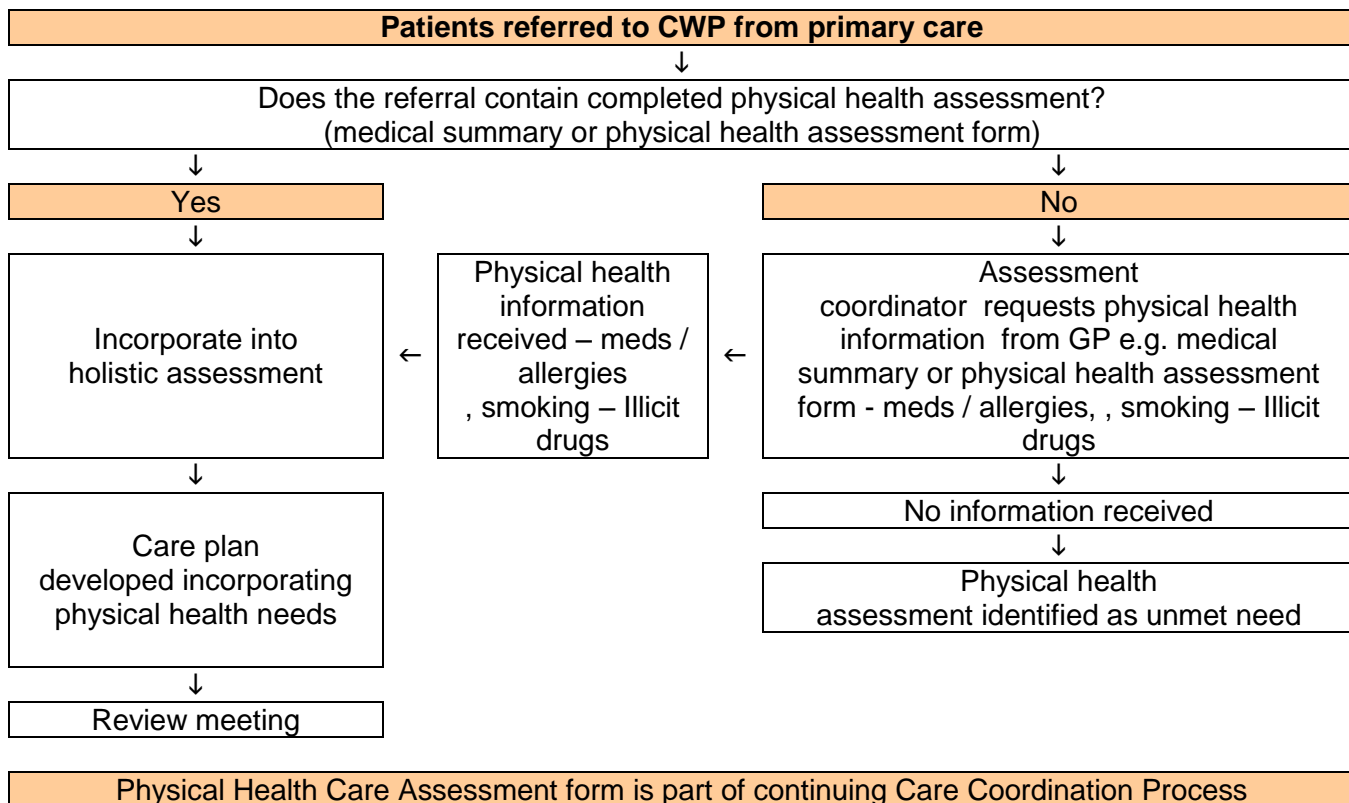 Patients referred to CWP from primary care
↓
Does the referral contain completed physical health assessment?
(medical summary or physical health assessment form)
↓ ↓
Yes
No
↓ ↓
Incorporate into
holistic assessment
←
Physical health
information
received – meds /
allergies
, smoking – Illicit
drugs
←
Assessment
coordinator requests physical health
information from GP e.g. medical
summary or physical health assessment
form - meds / allergies, , smoking – Illicit
drugs
↓ ↓
Care plan
developed incorporating
physical health needs
No information received
↓
Physical health
assessment identified as unmet need
↓
Review meeting
Physical Health Care Assessment form is part of continuing Care Coordination Process